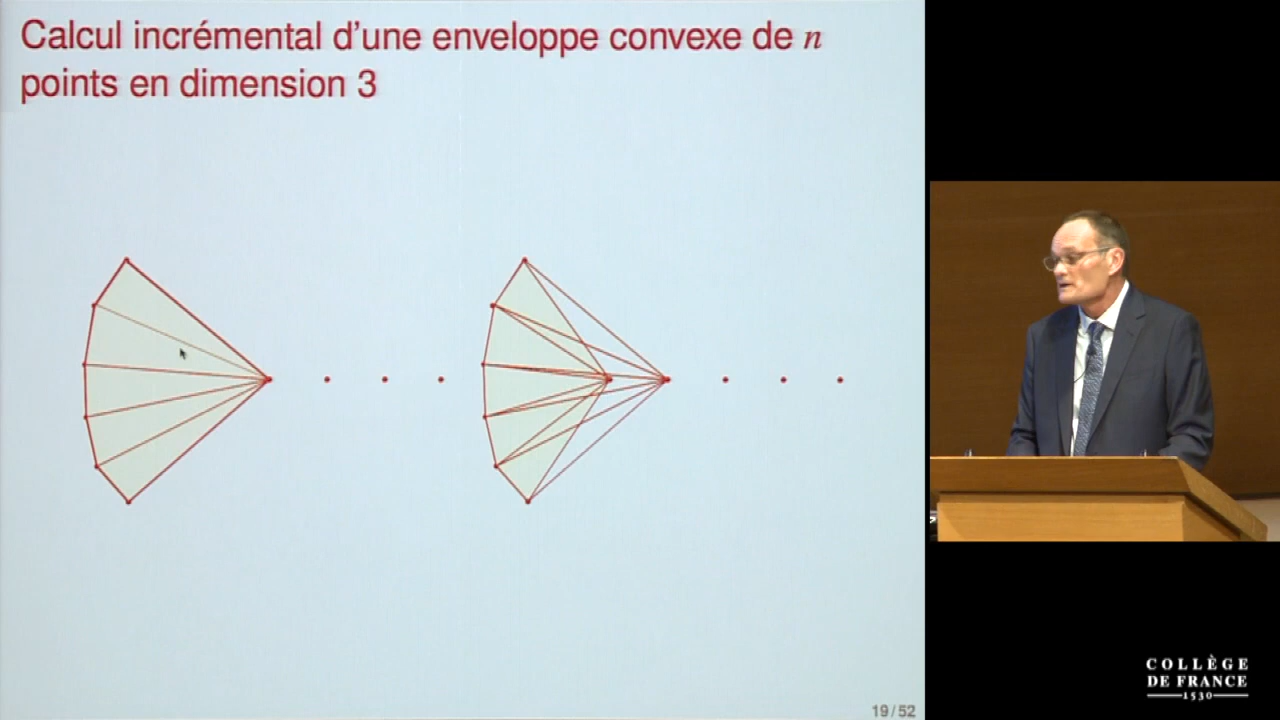 Calcul incrémental d'une enveloppe convexe de n
points en dimension 3
19/52
COLLÈGE
DE FRANCE
1530